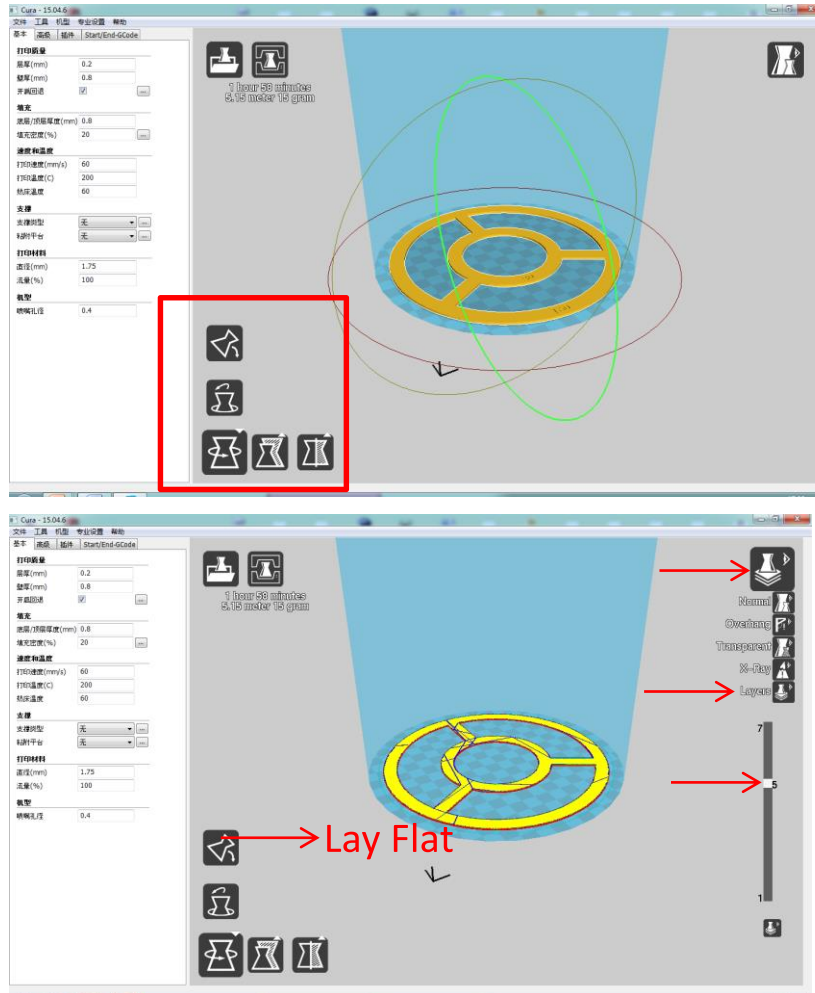 Cura - 15.04.6
文件 工具 机型 专业设置 帮助
基本 高级 插件 Start/End-GCode
打印质量
层厚(mm) 0.2
壁厚(mm) 0.8
开启回退
填充
底层/顶层厚度(mm) 0.8
填充密度(%) 20
速度和温度
打印速度(mm/s) 60
打印温度(C) 200
热床温度 60
支撑
支撑类型 无
粘附平台 无
打印材料
直径(mm) 1.75
流量(%) 100
机型
喷嘴孔径 0.4
1 hour 58 minutes
5.15 meter 15 gram
Cura - 15.04.6
文件 工具 机型 专业设置 帮助
基本 高级 插件 Start/End-GCode
打印质量
层厚(mm) 0.2
壁厚(mm) 0.8
开启回退
填充
底层/顶层厚度(mm) 0.8
填充密度(%) 20
速度和温度
打印速度(mm/s) 60
打印温度(C) 200
热床温度 60
支撑
支撑类型 无
粘附平台 无
打印材料
直径(mm) 1.75
流量(%) 100
机型
喷嘴孔径 0.4
1 hour 58 minutes
5.15 meter 15 gram
Normal
Overhang
Transparent
X-Ray
Layers
7
5
1
Lay Flat